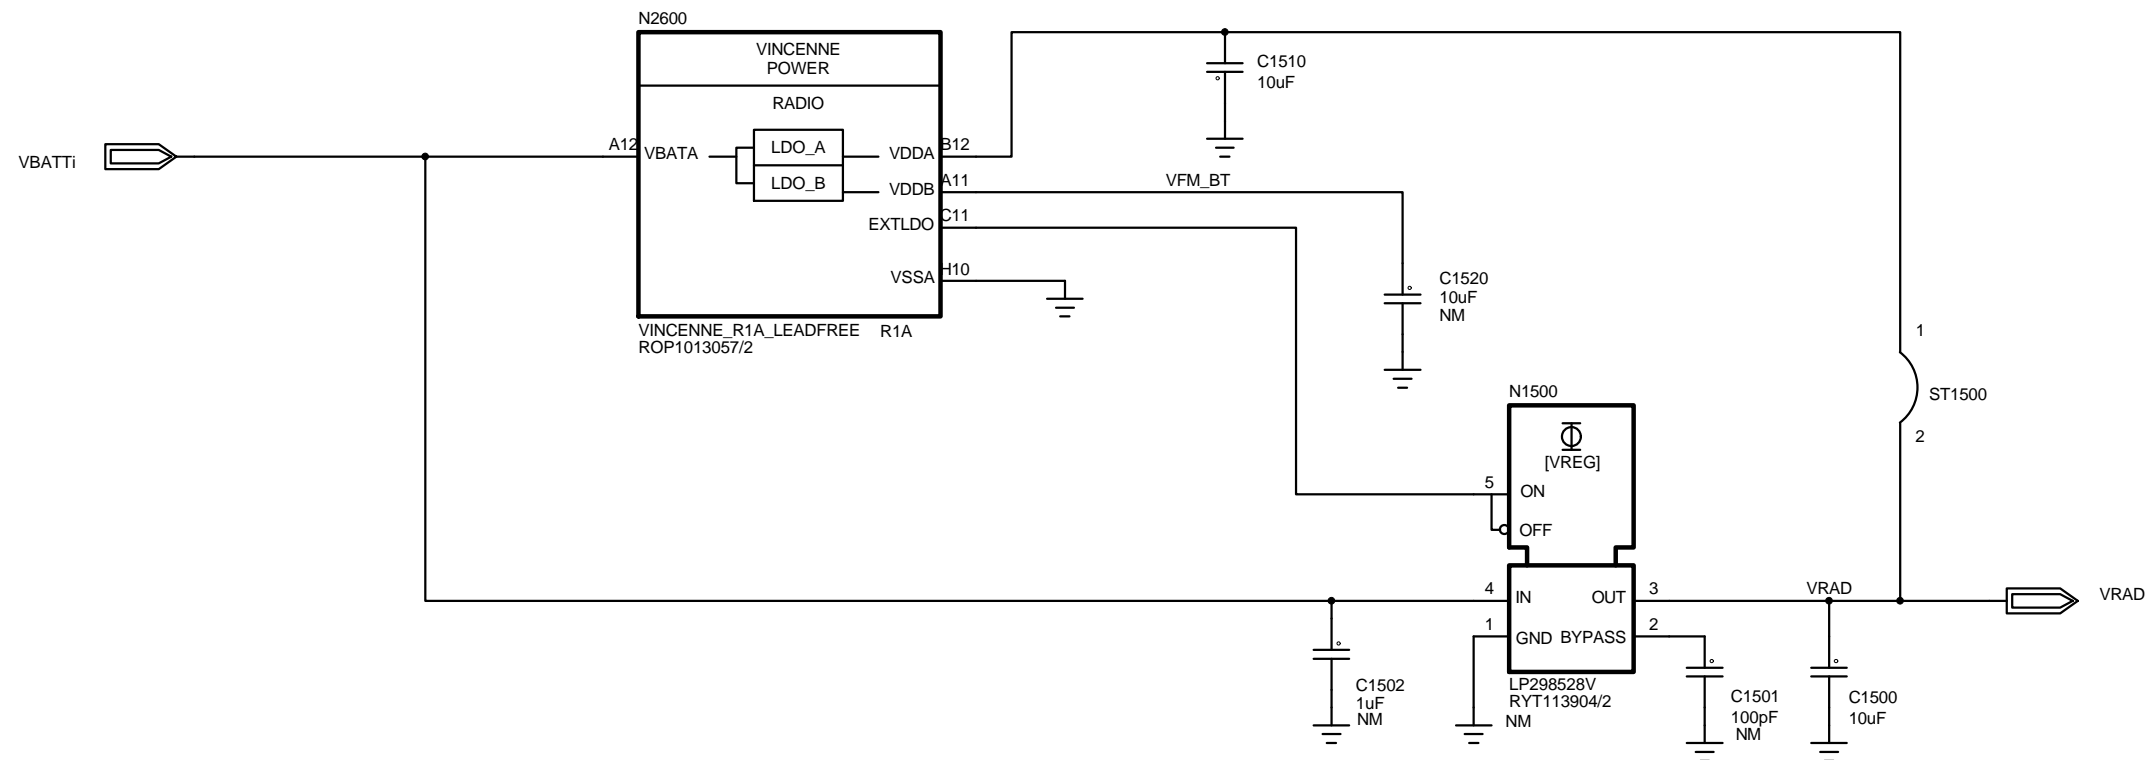 N2600
VINCENNE
POWER
RADIO
VBATTi
A12
VBATA
LDO_A
LDO_B
VDDA
B12
VDDB
A11
VFM_BT
EXTLDO
C11
VSSA
H10
VINCENNE_R1A_LEADFREE R1A
ROP1013057/2
C1510
10uF
C1520
10uF
NM
1
ST1500
2
N1500
[VREG]
5
ON
OFF
4
IN
OUT
3
VRAD
VRAD
1
GND
BYPASS
2
LP298528V
RYT113904/2
NM
C1502
1uF
NM
C1501
100pF
NM
C1500
10uF